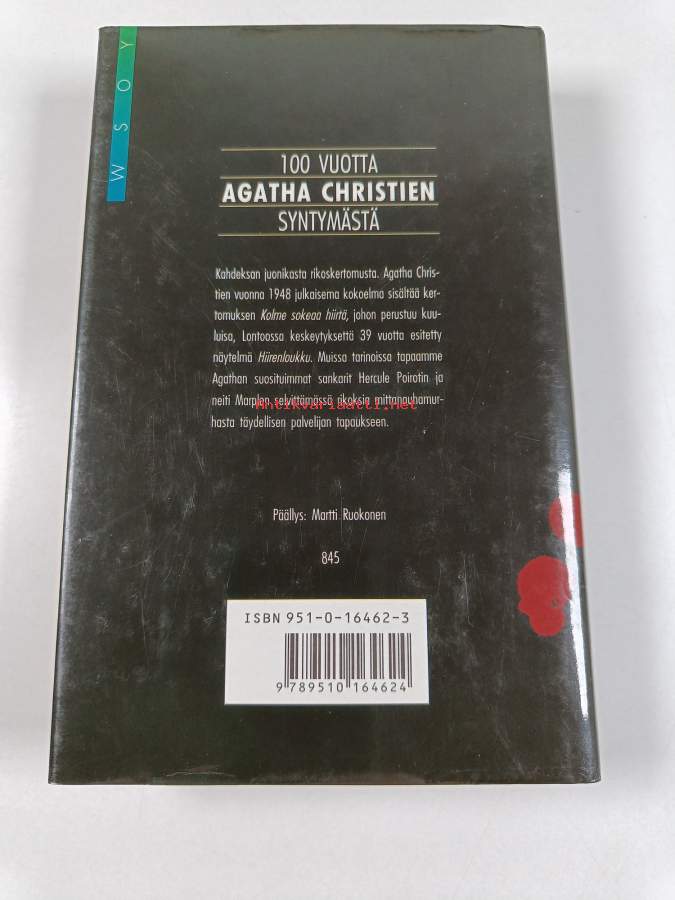 WSOY
100 VUOTTA
AGATHA CHRISTIEN
SYNTYMÄSTÄ
Kahdeksan juonikasta rikoskertomusta. Agatha Chris-
tien vuonna 1948 julkaisema kokoelma sisältää ker-
tomuksen Kolme sokeaa hiirtä, johon perustuu kuu-
luisa, Lontoossa keskeytyksettä 39 vuotta esitetty
näytelmä Hiirenloukku. Muissa tarinoissa tapaamme
Agathan suosituimmat sankarit Hercule Poirotin ja
neiti Marplen selvittämässä rikoksia mittanauhamur-
Antikvariaatti.net
hasta täydellisen palvelijan tapaukseen.
Päällys: Martti Ruokonen
845
ISBN 951-0-16462-3
9 789510 164624